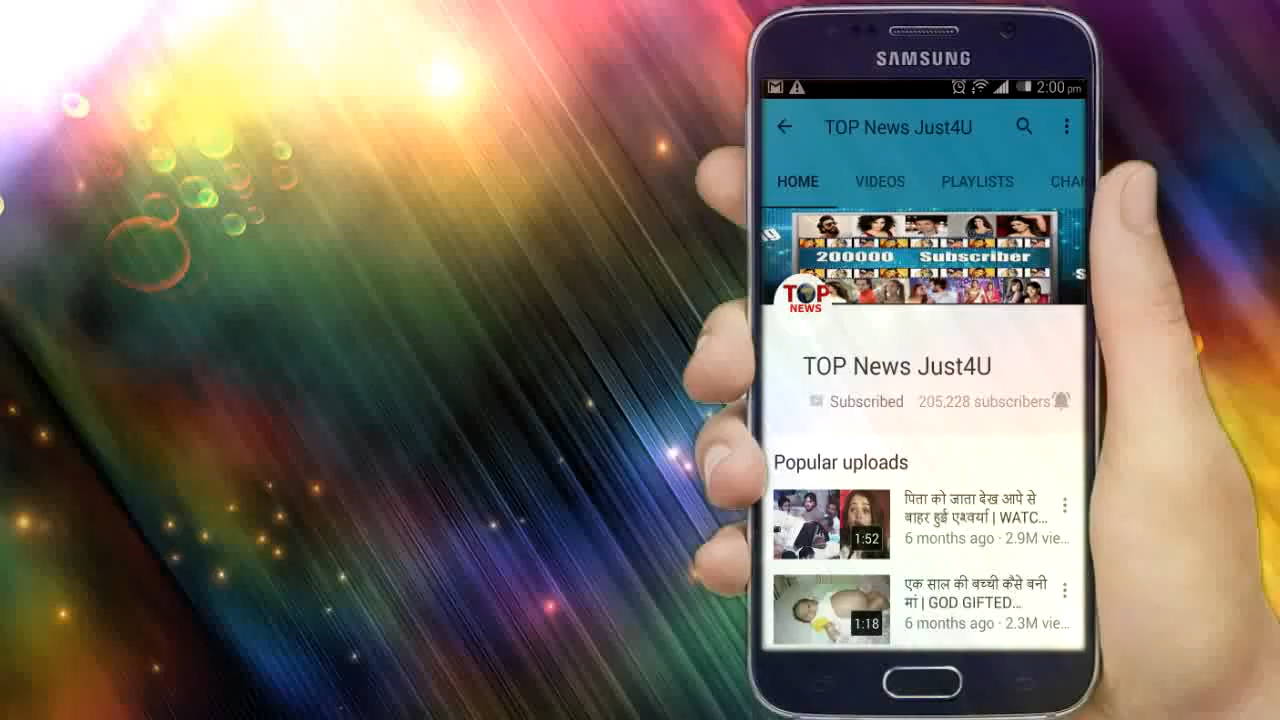 SAMSUNG
2:00 pm
TOP News Just4U
HOME VIDEOS PLAYLISTS CHAN
200000 Subscriber
TOP
NEWS
TOP News Just4U
Subscribed 205,228 subscribers
Popular uploads
पिता को जाता देख आपे से
बाहर हुई एश्वर्या | WATC...
1:52
6 months ago · 2.9M vie...
एक साल की बच्ची कैसे बनी
मां | GOD GIFTED...
1:18
6 months ago · 2.3M vie...